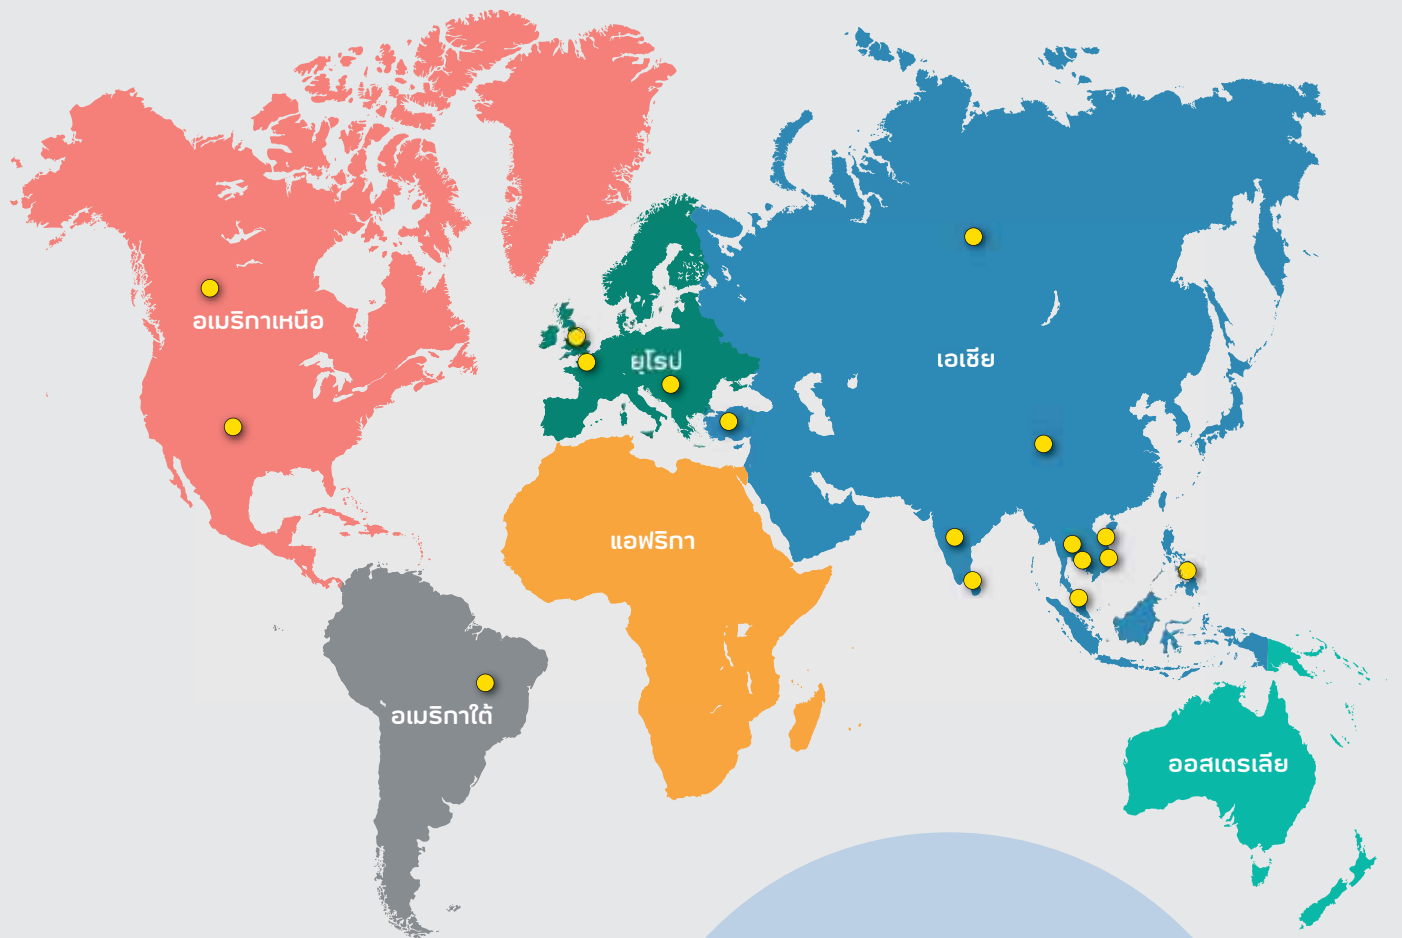 อเมริกาเหนือ
ยุโรป
เอเชีย
แอฟริกา
อเมริกาใต้
ออสเตรเลีย